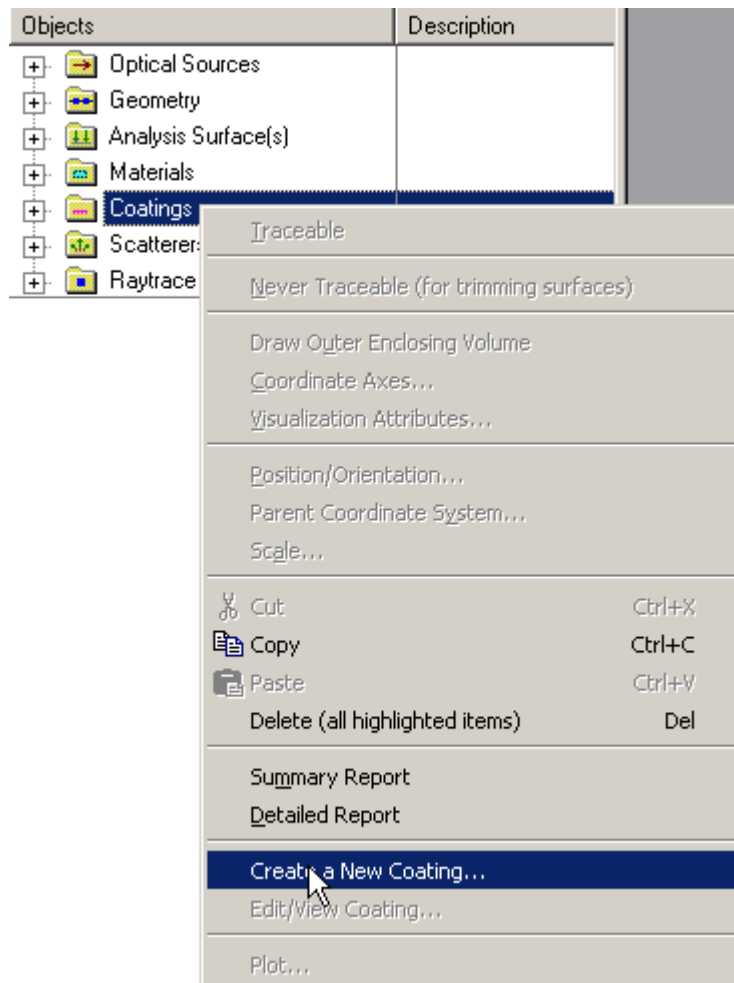 Objects Description
Optical Sources
Geometry
Analysis Surface(s)
Materials
Coatings
Scatterer
Raytrace
Traceable
Never Traceable (for trimming surfaces)
Draw Outer Enclosing Volume
Coordinate Axes...
Visualization Attributes...
Position/Orientation...
Parent Coordinate System...
Scale...
Cut Ctrl+X
Copy Ctrl+C
Paste Ctrl+V
Delete (all highlighted items) Del
Summary Report
Detailed Report
Create a New Coating...
Edit/View Coating...
Plot...